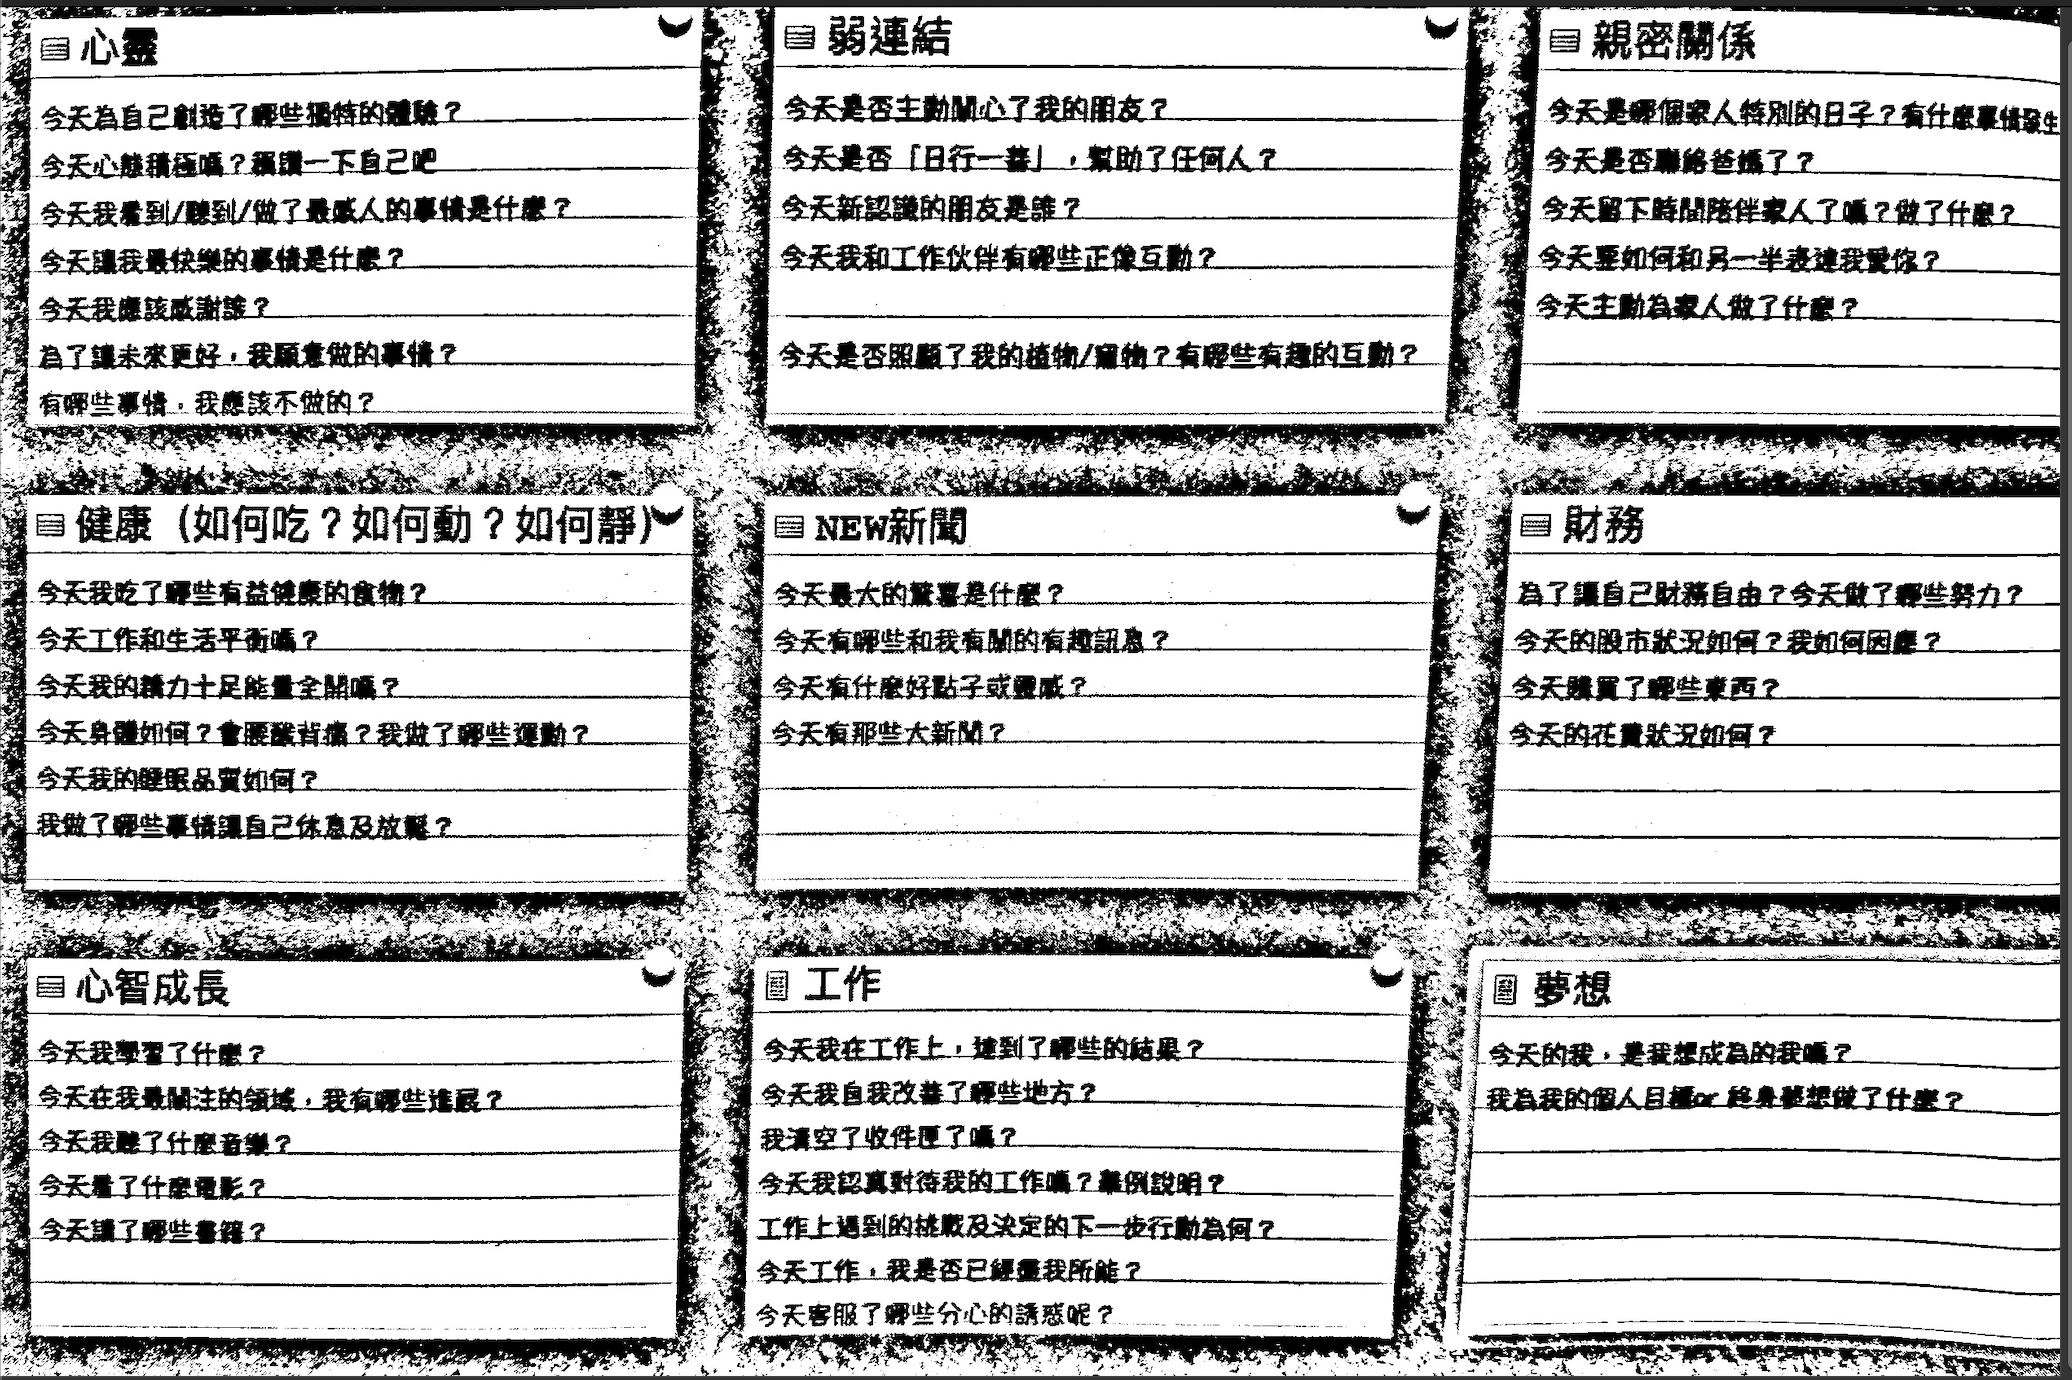 心靈
今天為自己創造了哪些獨特的體驗？
今天心態積極嗎？稱讚一下自己吧
今天我看到/聽到/做了最感人的事情是什麼？
今天讓我最快樂的事情是什麼？
今天我應該感謝誰？
為了讓未來更好，我願意做的事情？
有哪些事情，我應該不做的？
弱連結
今天是否主動關心了我的朋友？
今天是否「日行一善」，幫助了任何人？
今天新認識的朋友是誰？
今天我和工作伙伴有哪些正像互動？
今天是否照顧了我的植物/寵物？有哪些有趣的互動？
親密關係
今天是哪個家人特別的日子？有什麼事情發生
今天是否聯絡爸媽了？
今天留下時間陪伴家人了嗎？做了什麼？
今天要如何和另一半表達我愛你？
今天主動為家人做了什麼？
健康（如何吃？如何動？如何靜）
今天我吃了哪些有益健康的食物？
今天工作和生活平衡嗎？
今天我的精力十足能量全開嗎？
今天身體如何？會腰酸背痛？我做了哪些運動？
今天我的睡眠品質如何？
我做了哪些事情讓自己休息及放鬆？
NEW新聞
今天最大的驚喜是什麼？
今天有哪些和我有關的有趣訊息？
今天有什麼好點子或靈感？
今天有那些大新聞？
財務
為了讓自己財務自由？今天做了哪些努力？
今天的股市狀況如何？我如何因應？
今天購買了哪些東西？
今天的花費狀況如何？
心智成長
今天我學習了什麼？
今天在我最關注的領域，我有哪些進展？
今天我聽了什麼音樂？
今天看了什麼電影？
今天讀了哪些書籍？
工作
今天我在工作上，達到了哪些的結果？
今天我自我改善了哪些地方？
我清空了收件匣了嗎？
今天我認真對待我的工作嗎？舉例說明？
工作上遇到的挑戰及決定的下一步行動為何？
今天工作，我是否已經盡我所能？
今天客服了哪些分心的誘惑呢？
夢想
今天的我，是我想成為的我嗎？
我為我的個人目標or 終身夢想做了什麼？